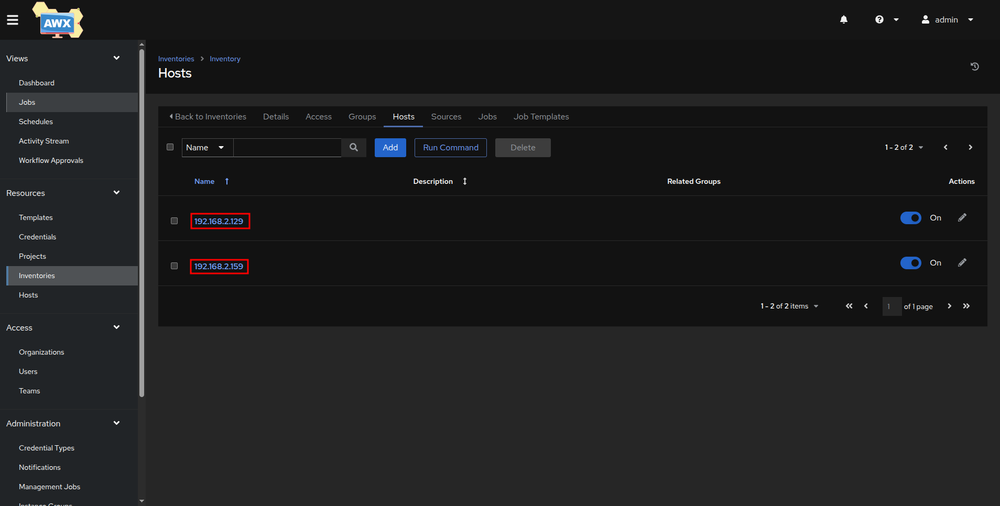 AWX
admin
Views
Dashboard
Jobs
Schedules
Activity Stream
Workflow Approvals
Resources
Templates
Credentials
Projects
Inventories
Hosts
Access
Organizations
Users
Teams
Administration
Credential Types
Notifications
Management Jobs
Instance Groups
Inventories Inventory
Hosts
Back to Inventories Details Access Groups Hosts Sources Jobs Job Templates
Name Add Run Command Delete 1 - 2 of 2
Name Description Related Groups Actions
192.168.2.129 On
192.168.2.159 On
1 - 2 of 2 items 1 of 1 page